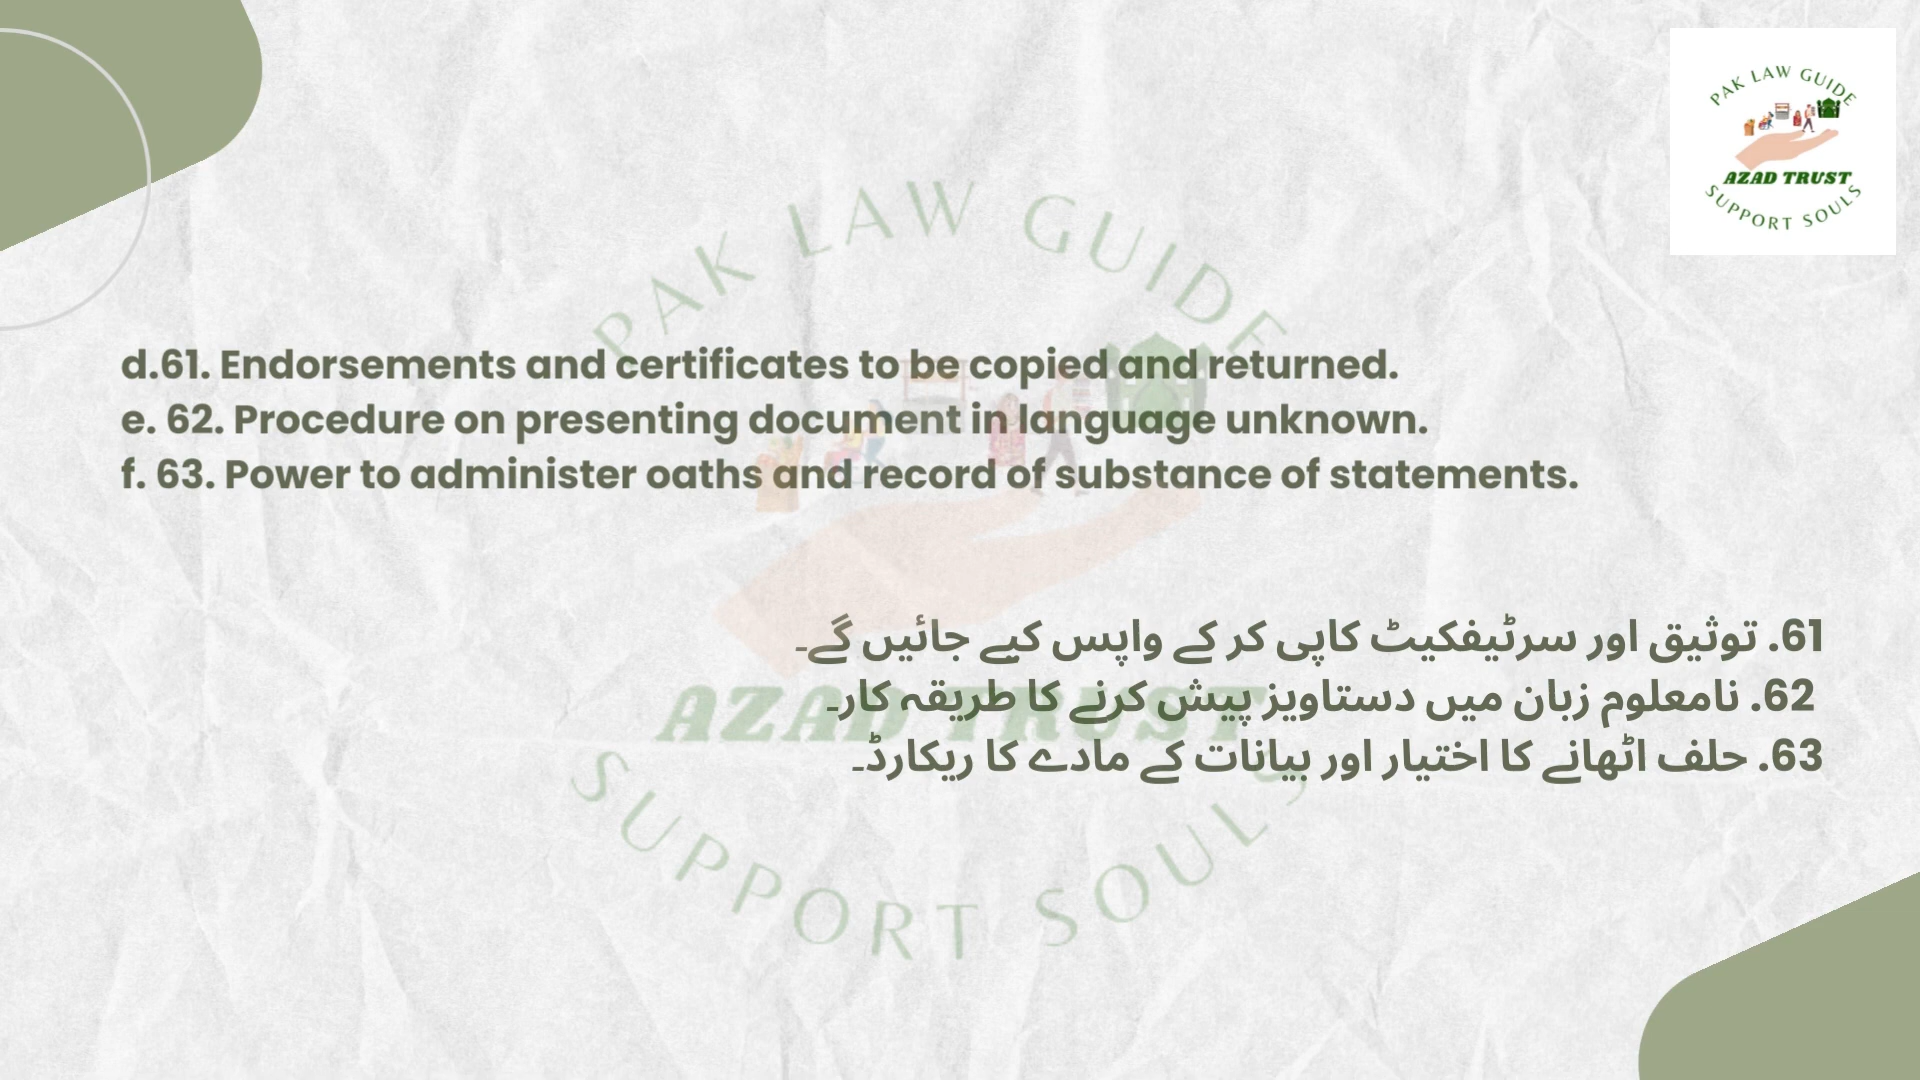 PAK LAW GUIDE
AZAD TRUST
SUPPORT SOULS
d.61. Endorsements and certificates to be copied and returned.
e. 62. Procedure on presenting document in language unknown.
f. 63. Power to administer oaths and record of substance of statements.
61. توثیق اور سرٹیفکیٹ کاپی کر کے واپس کیے جائیں گے۔
62. نامعلوم زبان میں دستاویز پیش کرنے کا طریقہ کار۔
63. حلف اٹھانے کا اختیار اور بیانات کے مادے کا ریکارڈ۔
PAK LAW GUIDE
AZAD TRUST
SUPPORT SOULS